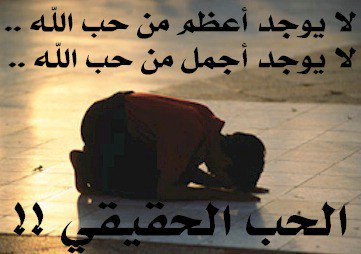 لا يوجد أعظم من حب الله ..
لا يوجد أجمل من حب الله ..
الحب الحقيقي !!